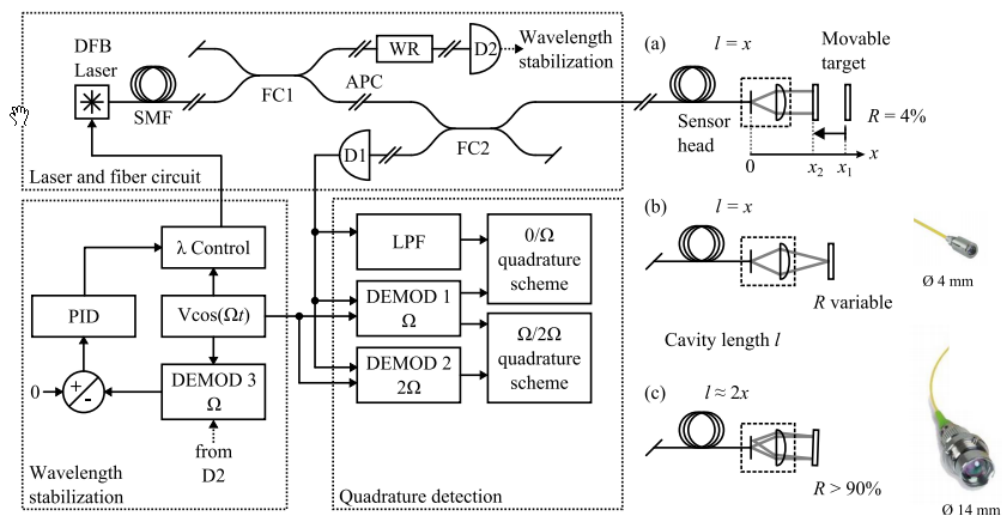 DFB
Laser
SMF
FC1
WR
D2
Wavelength
stabilization
APC
D1
FC2
Laser and fiber circuit
λ Control
PID
Vcos(Ωt)
0
+
-
DEMOD 3
Ω
from
D2
Wavelength
stabilization
LPF
0/Ω
quadrature
scheme
DEMOD 1
Ω
Ω/2Ω
quadrature
scheme
DEMOD 2
2Ω
Quadrature detection
(a)
l = x
Movable
target
Sensor
head
R = 4%
0
x2
x1
x
(b)
l = x
R variable
Ø 4 mm
Cavity length l
(c)
l ≈ 2x
R > 90%
Ø 14 mm